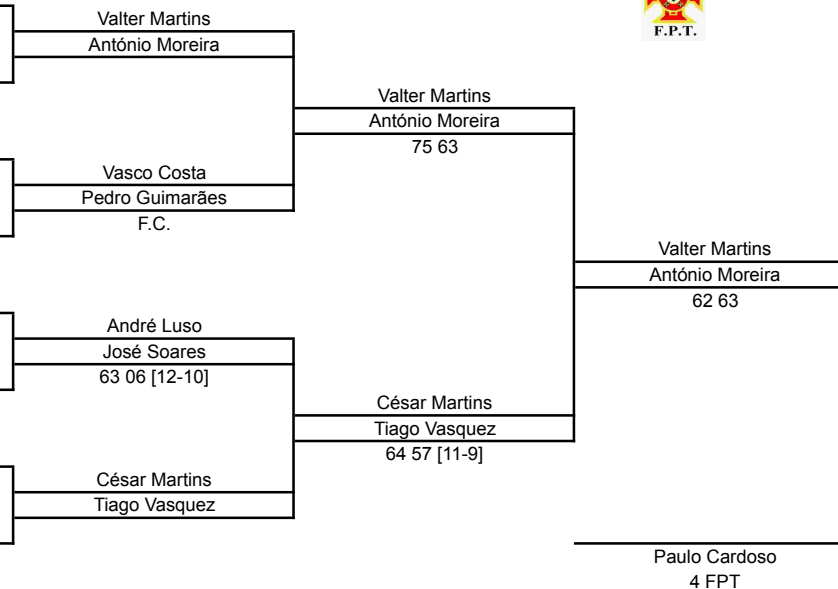 Valter Martins
António Moreira
F.P.T.
Valter Martins
António Moreira
75 63
Vasco Costa
Pedro Guimarães
F.C.
Valter Martins
António Moreira
62 63
André Luso
José Soares
63 06 [12-10]
César Martins
Tiago Vasquez
64 57 [11-9]
César Martins
Tiago Vasquez
Paulo Cardoso
4 FPT